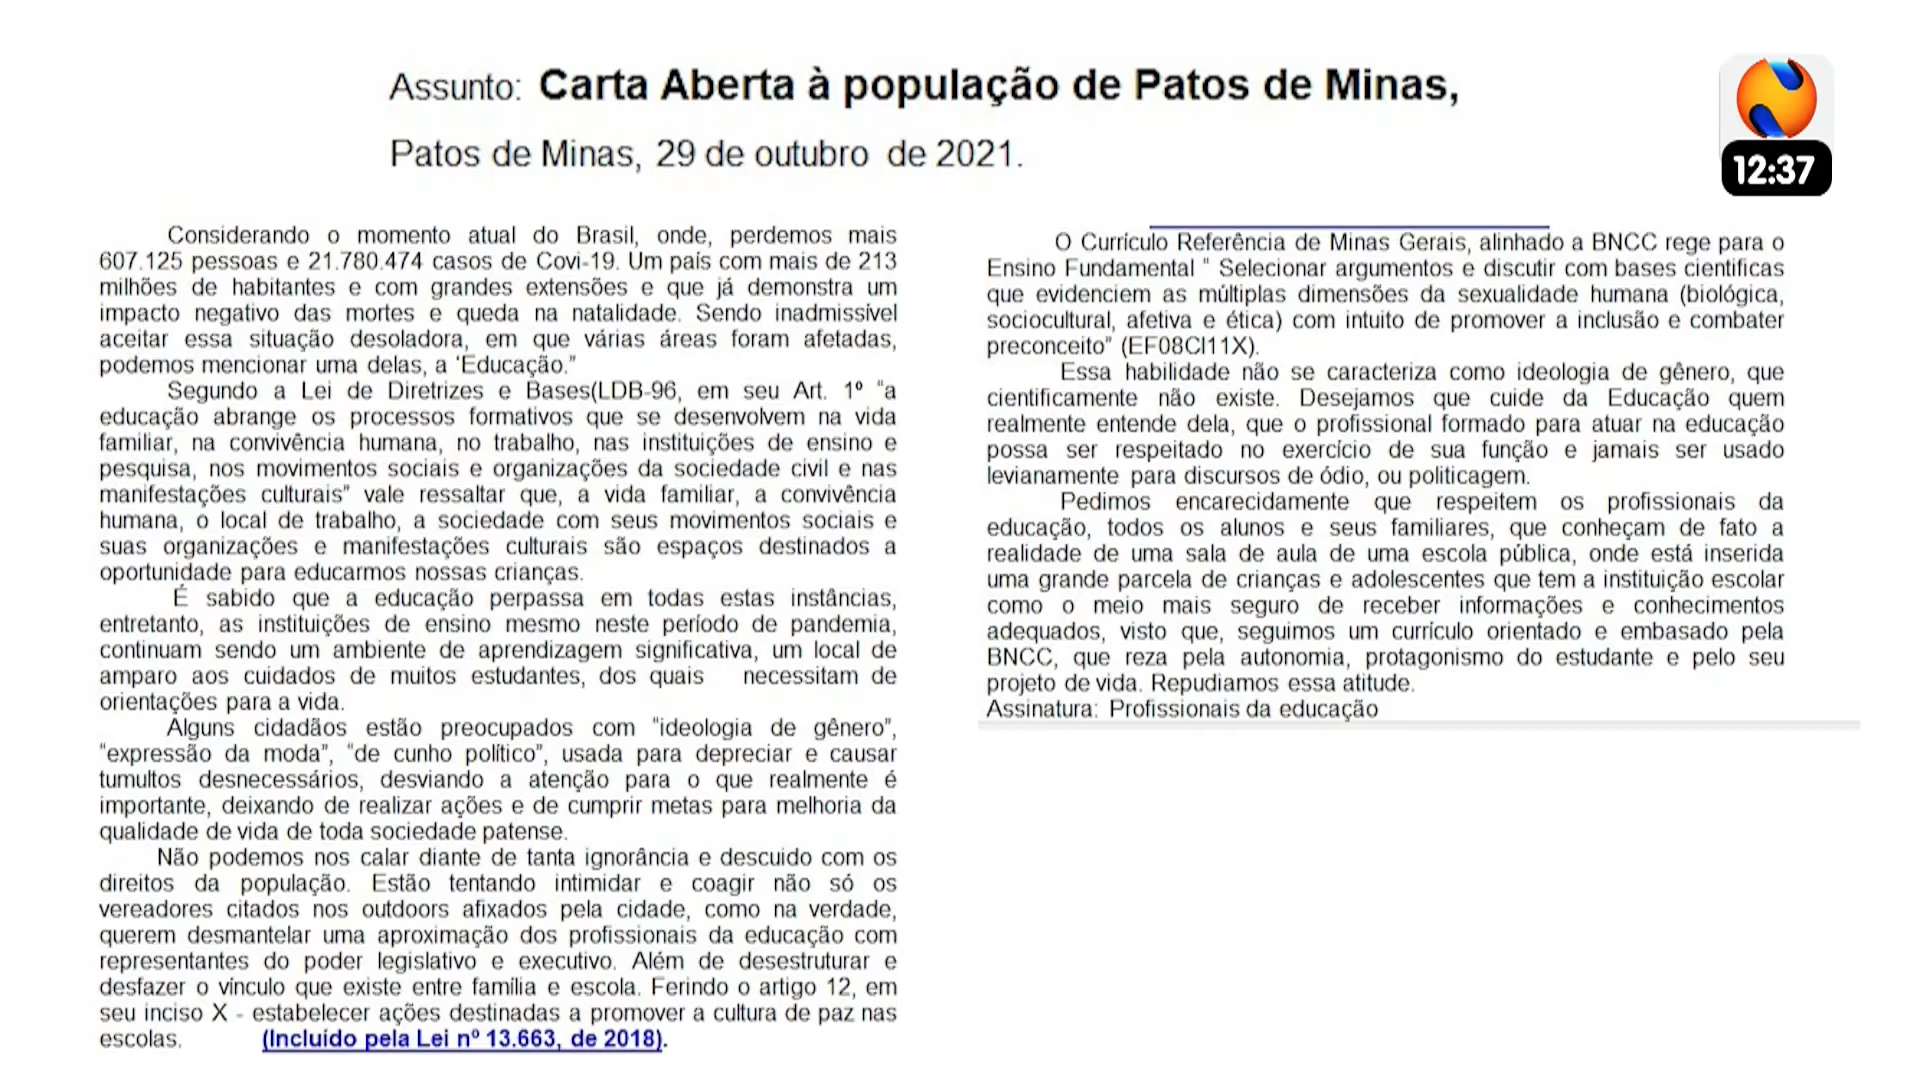 Assunto: Carta Aberta à população de Patos de Minas,
Patos de Minas, 29 de outubro de 2021.
12:37
Considerando o momento atual do Brasil, onde, perdemos mais
607.125 pessoas e 21.780.474 casos de Covi-19. Um país com mais de 213
milhões de habitantes e com grandes extensões e que já demonstra um
impacto negativo das mortes e queda na natalidade. Sendo inadmissível
aceitar essa situação desoladora, em que várias áreas foram afetadas,
podemos mencionar uma delas, a ‘Educação.”
Segundo a Lei de Diretrizes e Bases(LDB-96, em seu Art. 1º “a
educação abrange os processos formativos que se desenvolvem na vida
familiar, na convivência humana, no trabalho, nas instituições de ensino e
pesquisa, nos movimentos sociais e organizações da sociedade civil e nas
manifestações culturais” vale ressaltar que, a vida familiar, a convivência
humana, o local de trabalho, a sociedade com seus movimentos sociais e
suas organizações e manifestações culturais são espaços destinados a
oportunidade para educarmos nossas crianças.
É sabido que a educação perpassa em todas estas instâncias,
entretanto, as instituições de ensino mesmo neste período de pandemia,
continuam sendo um ambiente de aprendizagem significativa, um local de
amparo aos cuidados de muitos estudantes, dos quais necessitam de
orientações para a vida.
Alguns cidadãos estão preocupados com “ideologia de gênero”,
“expressão da moda”, “de cunho político”, usada para depreciar e causar
tumultos desnecessários, desviando a atenção para o que realmente é
importante, deixando de realizar ações e de cumprir metas para melhoria da
qualidade de vida de toda sociedade patense.
Não podemos nos calar diante de tanta ignorância e descuido com os
direitos da população. Estão tentando intimidar e coagir não só os
vereadores citados nos outdoors afixados pela cidade, como na verdade,
querem desmantelar uma aproximação dos profissionais da educação com
representantes do poder legislativo e executivo. Além de desestruturar e
desfazer o vínculo que existe entre família e escola. Ferindo o artigo 12, em
seu inciso X - estabelecer ações destinadas a promover a cultura de paz nas
escolas. (Incluído pela Lei nº 13.663, de 2018).
O Currículo Referência de Minas Gerais, alinhado a BNCC rege para o
Ensino Fundamental “ Selecionar argumentos e discutir com bases cientificas
que evidenciem as múltiplas dimensões da sexualidade humana (biológica,
sociocultural, afetiva e ética) com intuito de promover a inclusão e combater
preconceito” (EF08CI11X).
Essa habilidade não se caracteriza como ideologia de gênero, que
cientificamente não existe. Desejamos que cuide da Educação quem
realmente entende dela, que o profissional formado para atuar na educação
possa ser respeitado no exercício de sua função e jamais ser usado
levianamente para discursos de ódio, ou politicagem.
Pedimos encarecidamente que respeitem os profissionais da
educação, todos os alunos e seus familiares, que conheçam de fato a
realidade de uma sala de aula de uma escola pública, onde está inserida
uma grande parcela de crianças e adolescentes que tem a instituição escolar
como o meio mais seguro de receber informações e conhecimentos
adequados, visto que, seguimos um currículo orientado e embasado pela
BNCC, que reza pela autonomia, protagonismo do estudante e pelo seu
projeto de vida. Repudiamos essa atitude.
Assinatura: Profissionais da educação